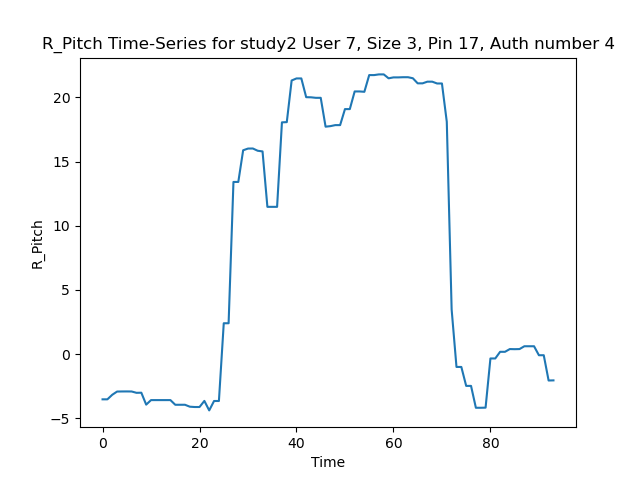 R_Pitch Time-Series for study2 User 7, Size 3, Pin 17, Auth number 4
20
15
10
5
0
−5
R_Pitch
0 20 40 60 80
Time